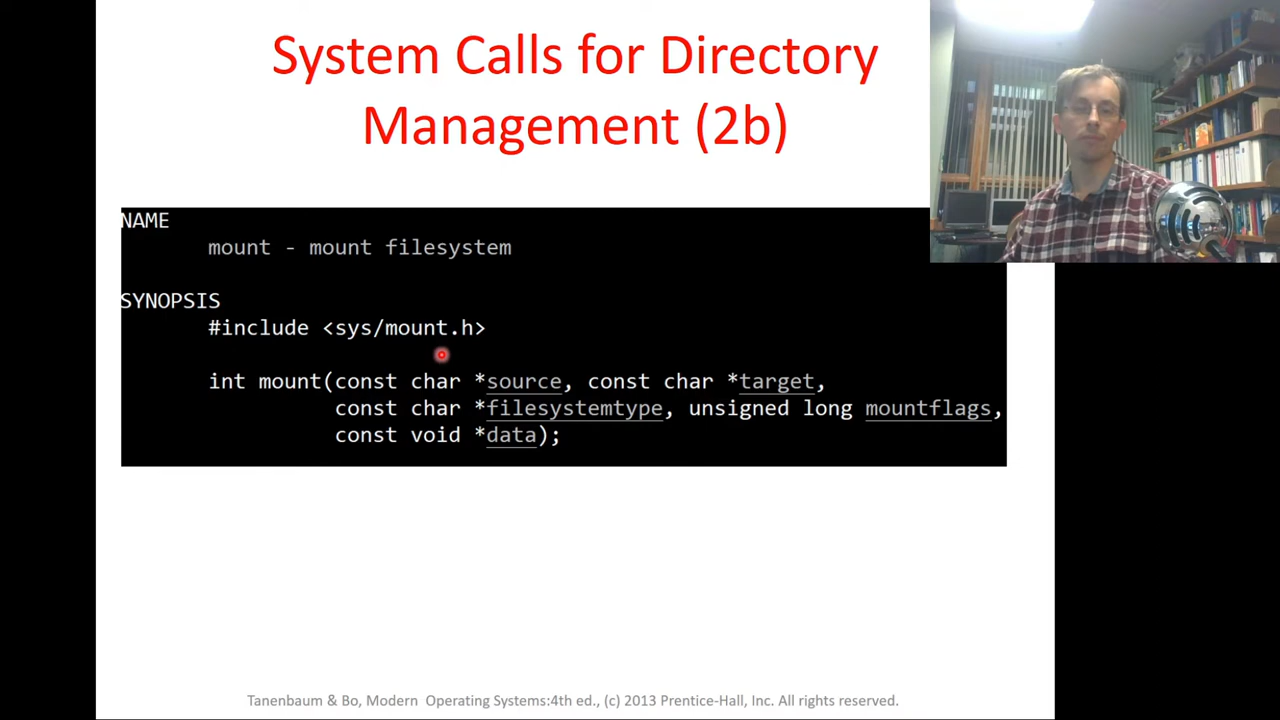 System Calls for Directory
Management (2b)
NAME
mount - mount filesystem
SYNOPSIS
#include <sys/mount.h>
int mount(const char *source, const char *target,
const char *filesystemtype, unsigned long mountflags,
const void *data);
Tanenbaum & Bo, Modern Operating Systems:4th ed., (c) 2013 Prentice-Hall, Inc. All rights reserved.